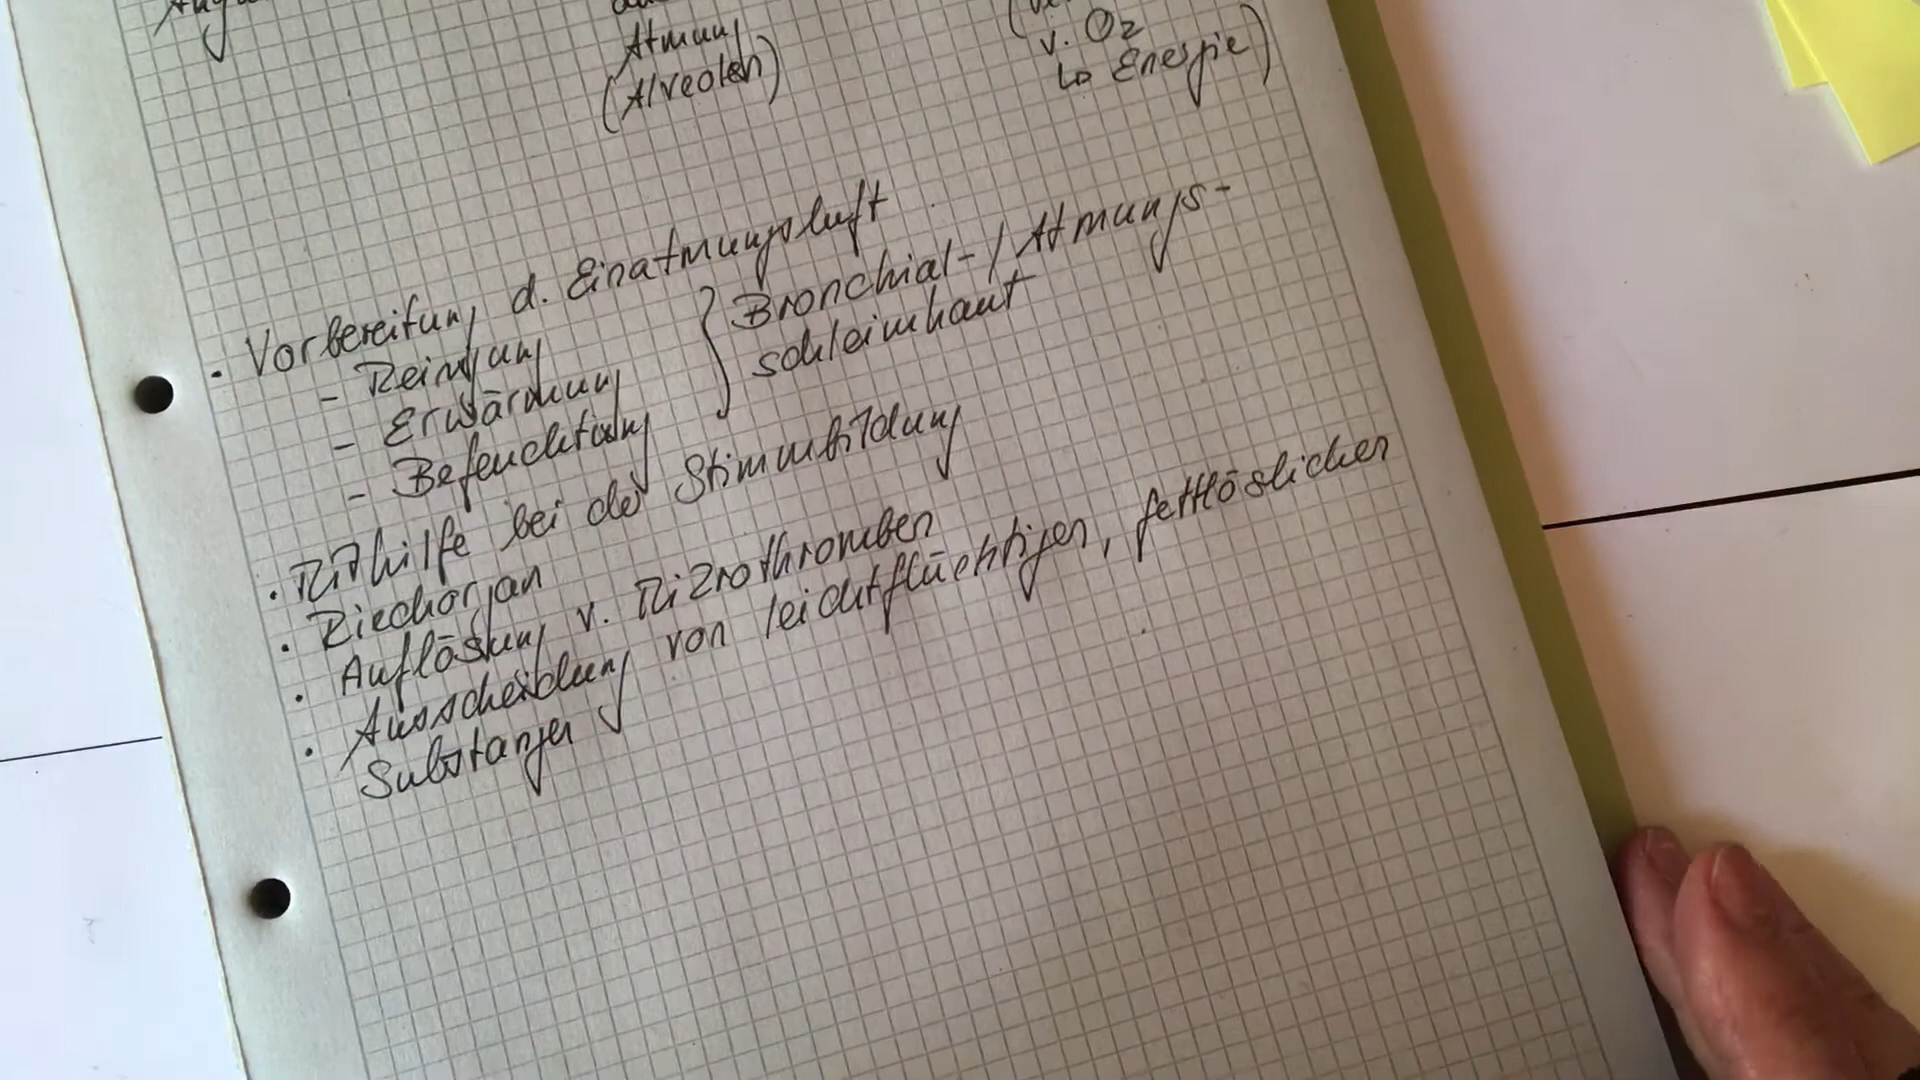 Atmung
(Alveolen)
v. O2
↳ Energie)
• Vorbereitung d. Einatmungsluft
- Reinigung
- Erwärmung
- Befeuchtung
} Bronchial-/Atmungs-
schleimhaut
• Mithilfe bei der Stimmbildung
• Riechorgan
• Auflösung v. Mikrothromben
• Ausscheidung von leichtflüchtigen, fettlöslichen
Substanzen